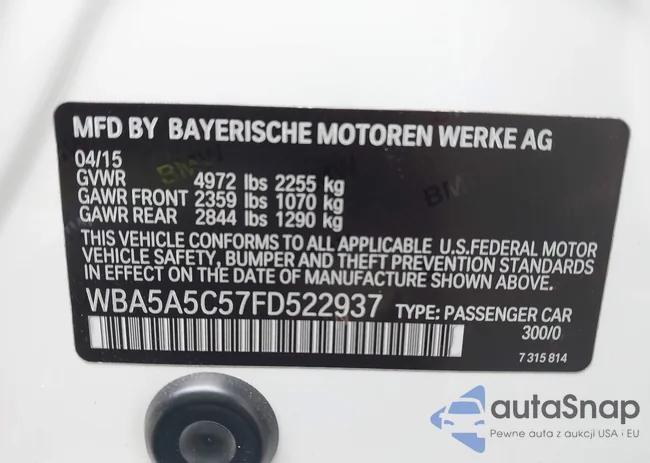 MFD BY BAYERISCHE MOTOREN WERKE AG
04/15
GVWR 4972 lbs 2255 kg
GAWR FRONT 2359 lbs 1070 kg
GAWR REAR 2844 lbs 1290 kg
THIS VEHICLE CONFORMS TO ALL APPLICABLE U.S.FEDERAL MOTOR
VEHICLE SAFETY, BUMPER AND THEFT PREVENTION STANDARDS
IN EFFECT ON THE DATE OF MANUFACTURE SHOWN ABOVE.
WBA5A5C57FD522937 TYPE: PASSENGER CAR
300/0
7 315 814
BMW
BMW
autaSnap
Pewne auta z aukcji USA i EU